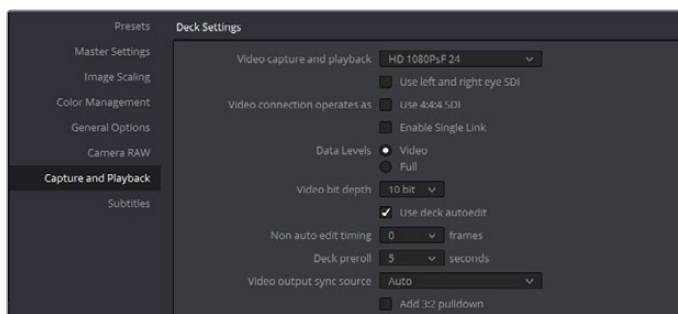 Presets
Master Settings
Image Scaling
Color Management
General Options
Camera RAW
Capture and Playback
Subtitles
Deck Settings
Video capture and playback HD 1080PsF 24
Use left and right eye SDI
Video connection operates as Use 4:4:4 SDI
Enable Single Link
Data Levels Video
Full
Video bit depth 10 bit
Use deck autoedit
Non auto edit timing 0 frames
Deck preroll 5 seconds
Video output sync source Auto
Add 3:2 pulldown